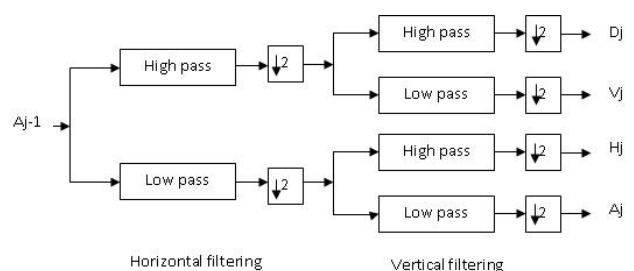 High pass
↓2
Dj
High pass
↓2
Low pass
↓2
Vj
Aj-1
High pass
↓2
Hj
Low pass
↓2
Low pass
↓2
Aj
Horizontal filtering
Vertical filtering